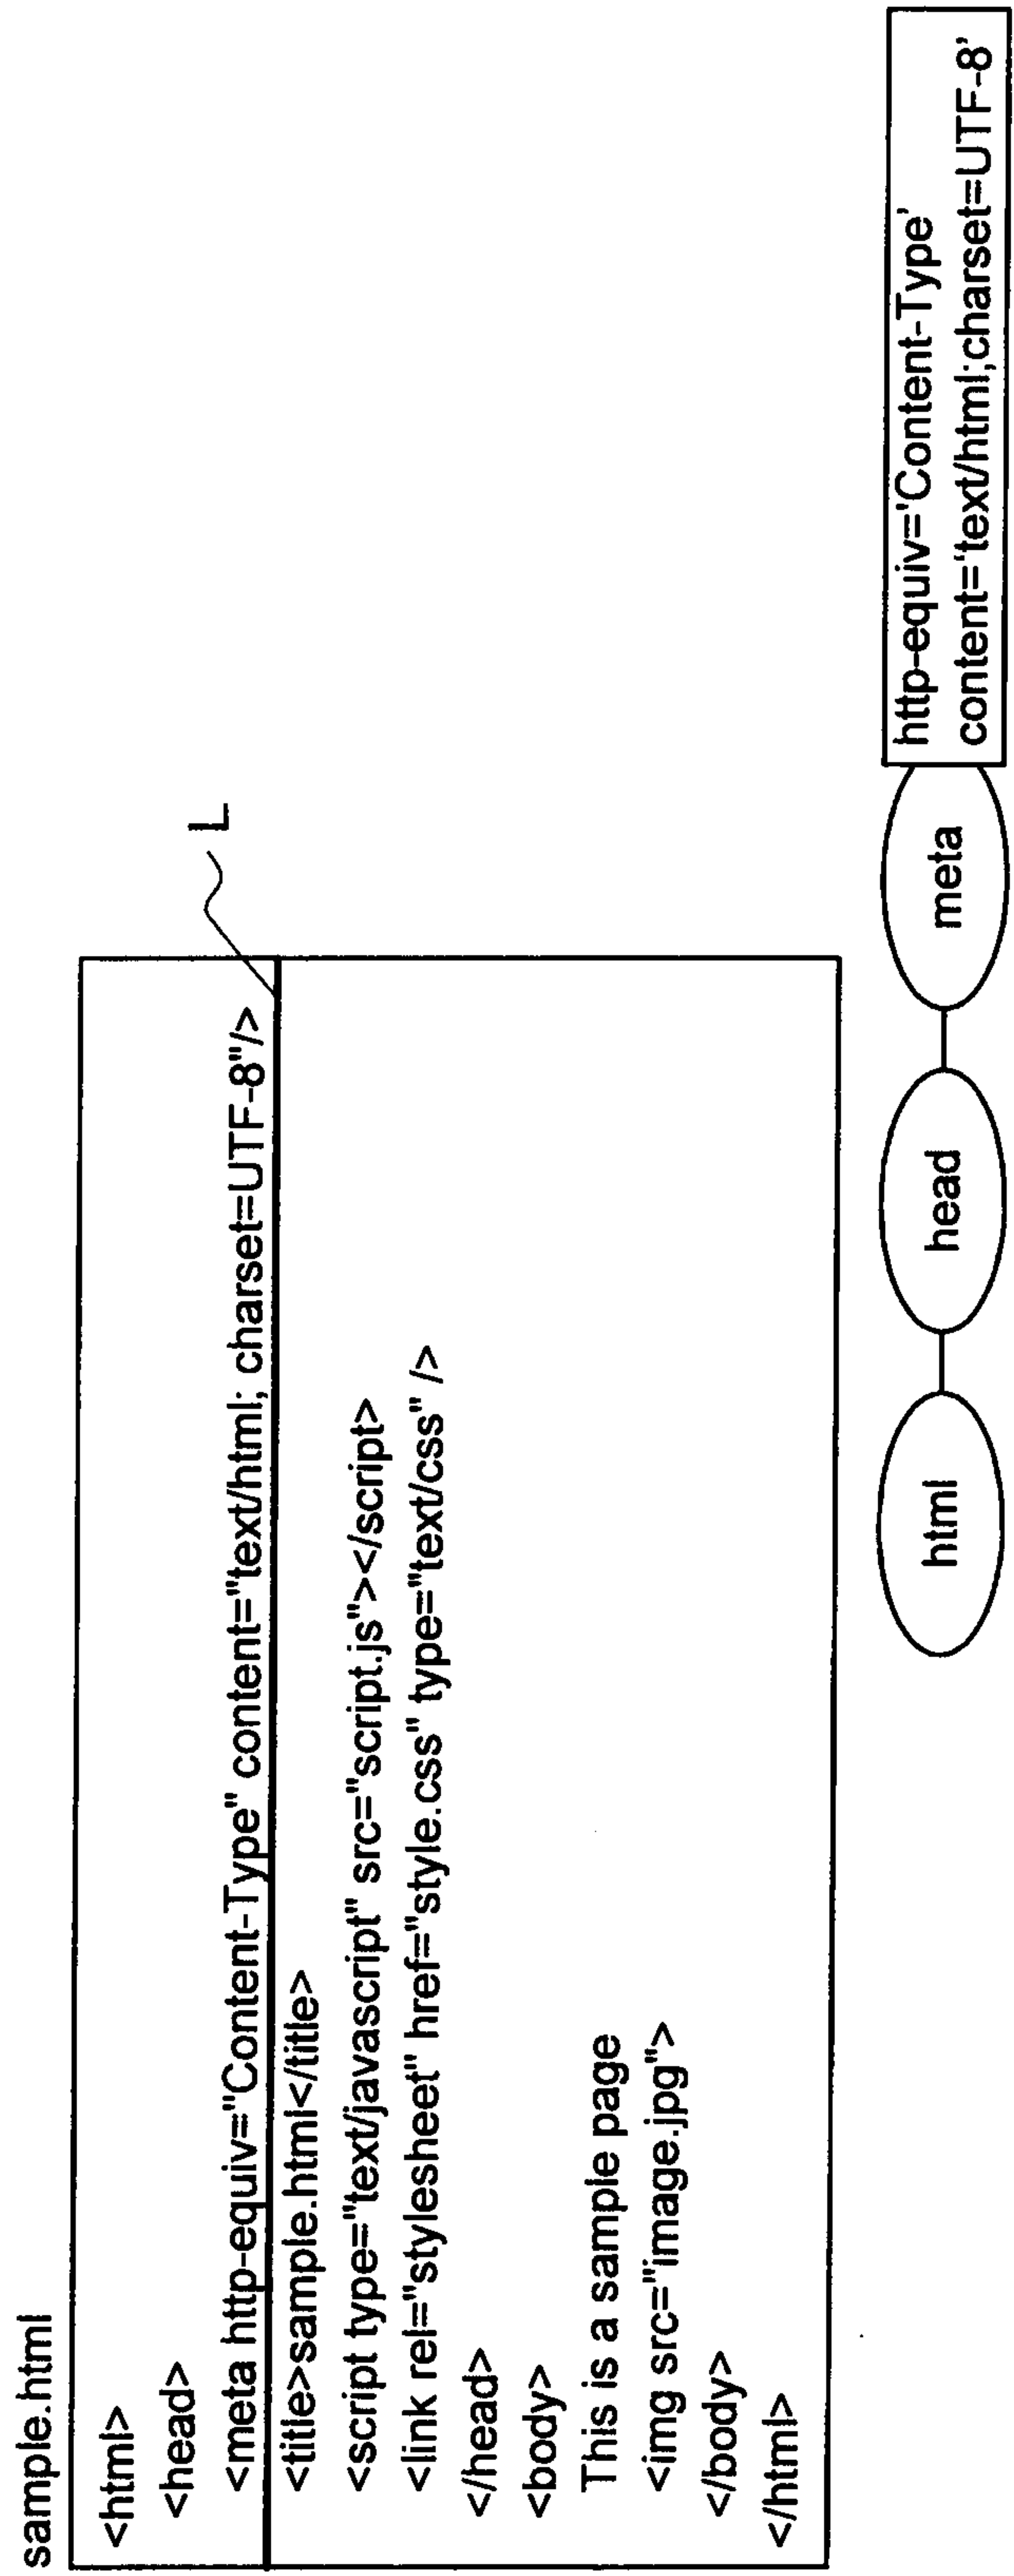 sample.html
<html>
<head>
<meta http-equiv="Content-Type" content="text/html; charset=UTF-8"/>
<title>sample.html</title>
<script type="text/javascript" src="script.js"></script>
<link rel="stylesheet" href="style.css" type="text/css" />
</head>
<body>
This is a sample page
<img src="image.jpg">
</body>
</html>
L
html
head
meta
http-equiv='Content-Type'
content='text/html;charset=UTF-8'